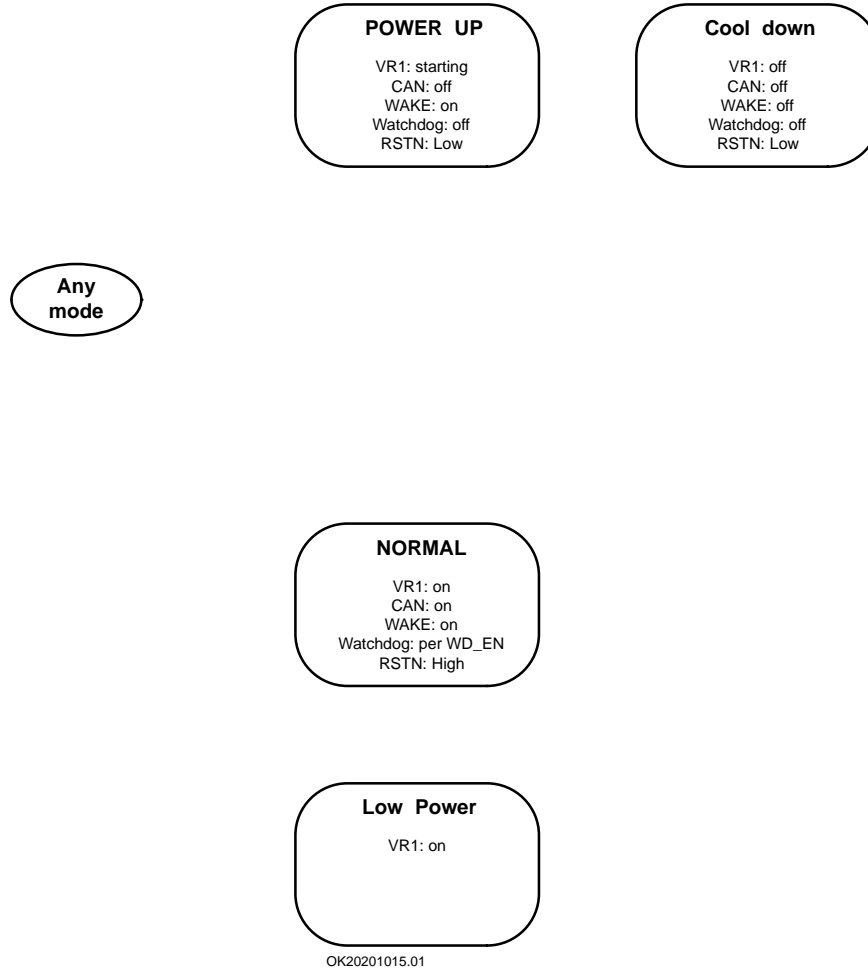 POWER UP
VR1: starting
CAN: off
WAKE: on
Watchdog: off
RSTN: Low
Cool down
VR1: off
CAN: off
WAKE: off
Watchdog: off
RSTN: Low
Any
mode
NORMAL
VR1: on
CAN: on
WAKE: on
Watchdog: per WD_EN
RSTN: High
Low Power
VR1: on
OK20201015.01